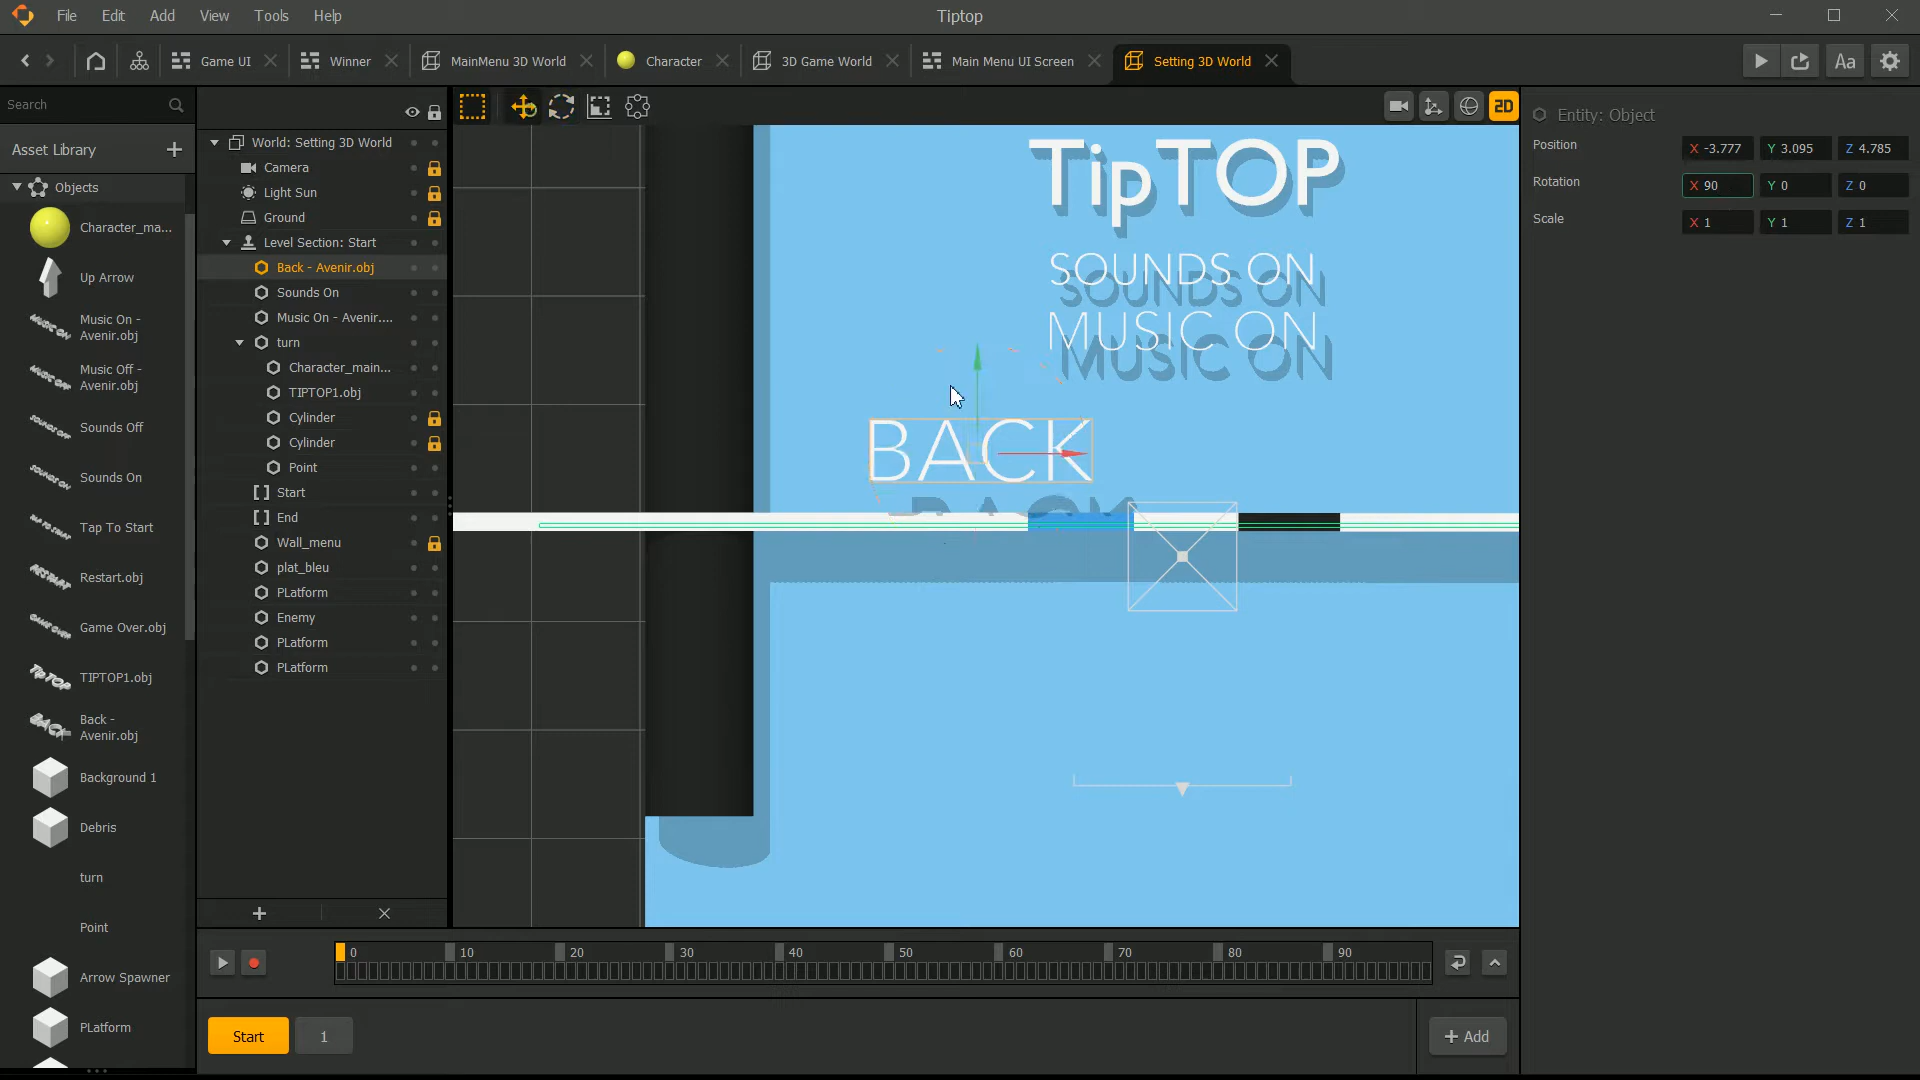 File Edit Add View Tools Help
Tiptop
Game UI
Winner
MainMenu 3D World
Character
3D Game World
Main Menu UI Screen
Setting 3D World
Aa
Search
Asset Library
Objects
Character_ma...
Up Arrow
Music On -
Avenir.obj
Music Off -
Avenir.obj
Sounds Off
Sounds On
Tap To Start
Restart.obj
Game Over.obj
TIPTOP1.obj
Back -
Avenir.obj
Background 1
Debris
turn
Point
Arrow Spawner
PLatform
World: Setting 3D World
Camera
Light Sun
Ground
Level Section: Start
Back - Avenir.obj
Sounds On
Music On - Avenir....
turn
Character_main...
TIPTOP1.obj
Cylinder
Cylinder
Point
Start
End
Wall_menu
plat_bleu
PLatform
Enemy
PLatform
PLatform
2D
TipTOP
SOUNDS ON
MUSIC ON
BACK
Entity: Object
Position X -3.777 Y 3.095 Z 4.785
Rotation X 90 Y 0 Z 0
Scale X 1 Y 1 Z 1
0 10 20 30 40 50 60 70 80 90
Start
1
+ Add